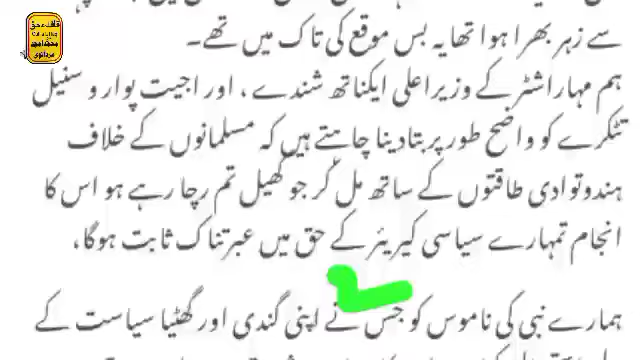 سے زہر بھرا ہوا تھا یہ بس موقع کی تاک میں تھے۔
ہم مہاراشٹر کے وزیر اعلی ایکناتھ شندے ، اور اجیت پوار و سنیل
تٹکرے کو واضح طور پر بتا دینا چاہتے ہیں کہ مسلمانوں کے خلاف
ہندوتوادی طاقتوں کے ساتھ مل کر جو کھیل تم رچا رہے ہو اس کا
انجام تمہارے سیاسی کیریئر کے حق میں عبرتناک ثابت ہوگا،
ہمارے نبی کی ناموس کو جس نے اپنی گندی اور گھٹیا سیاست کے